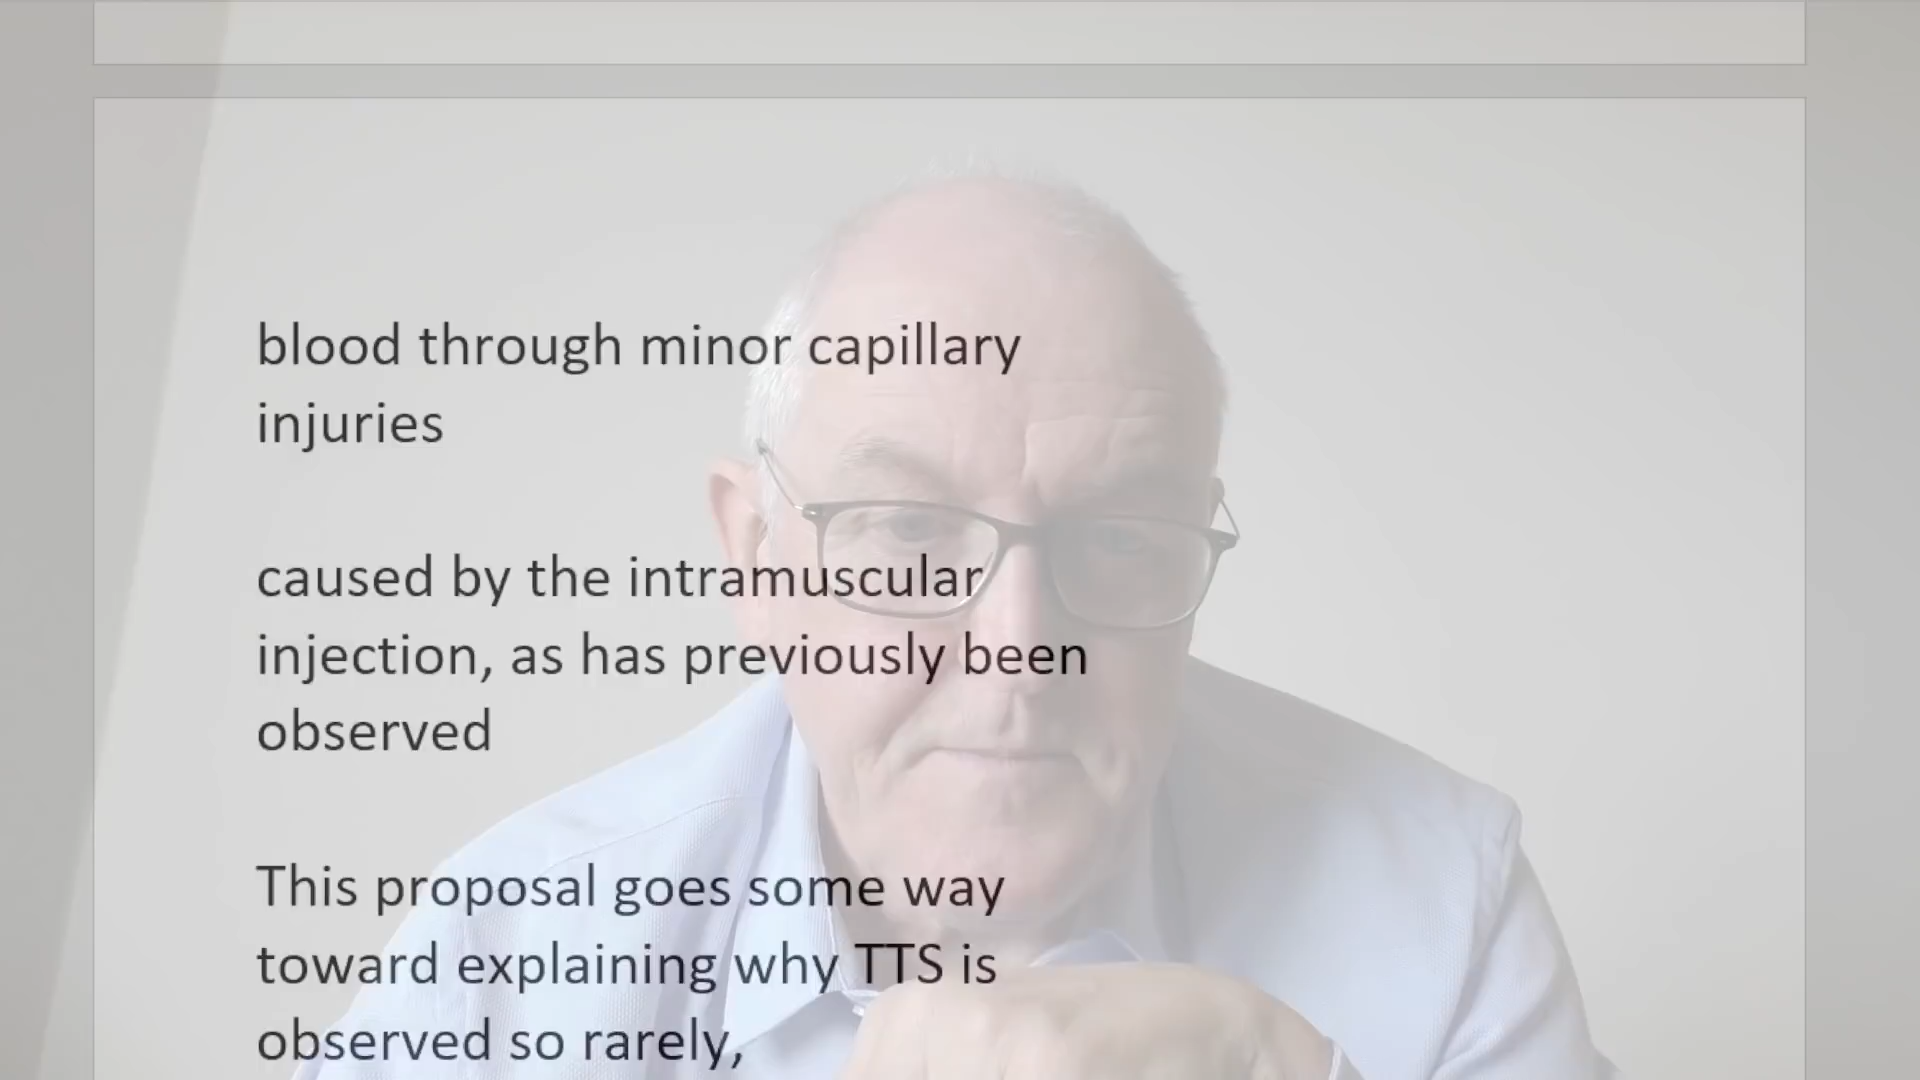 blood through minor capillary
injuries
caused by the intramuscular
injection, as has previously been
observed
This proposal goes some way
toward explaining why TTS is
observed so rarely,